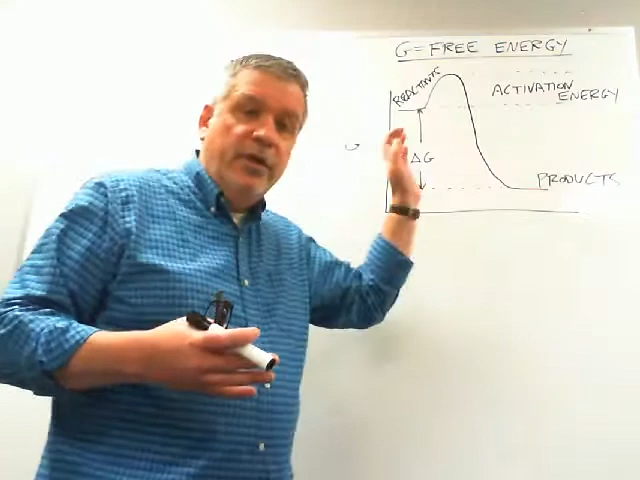 G = FREE ENERGY
REACTANTS
ACTIVATION
ENERGY
ΔG
PRODUCTS